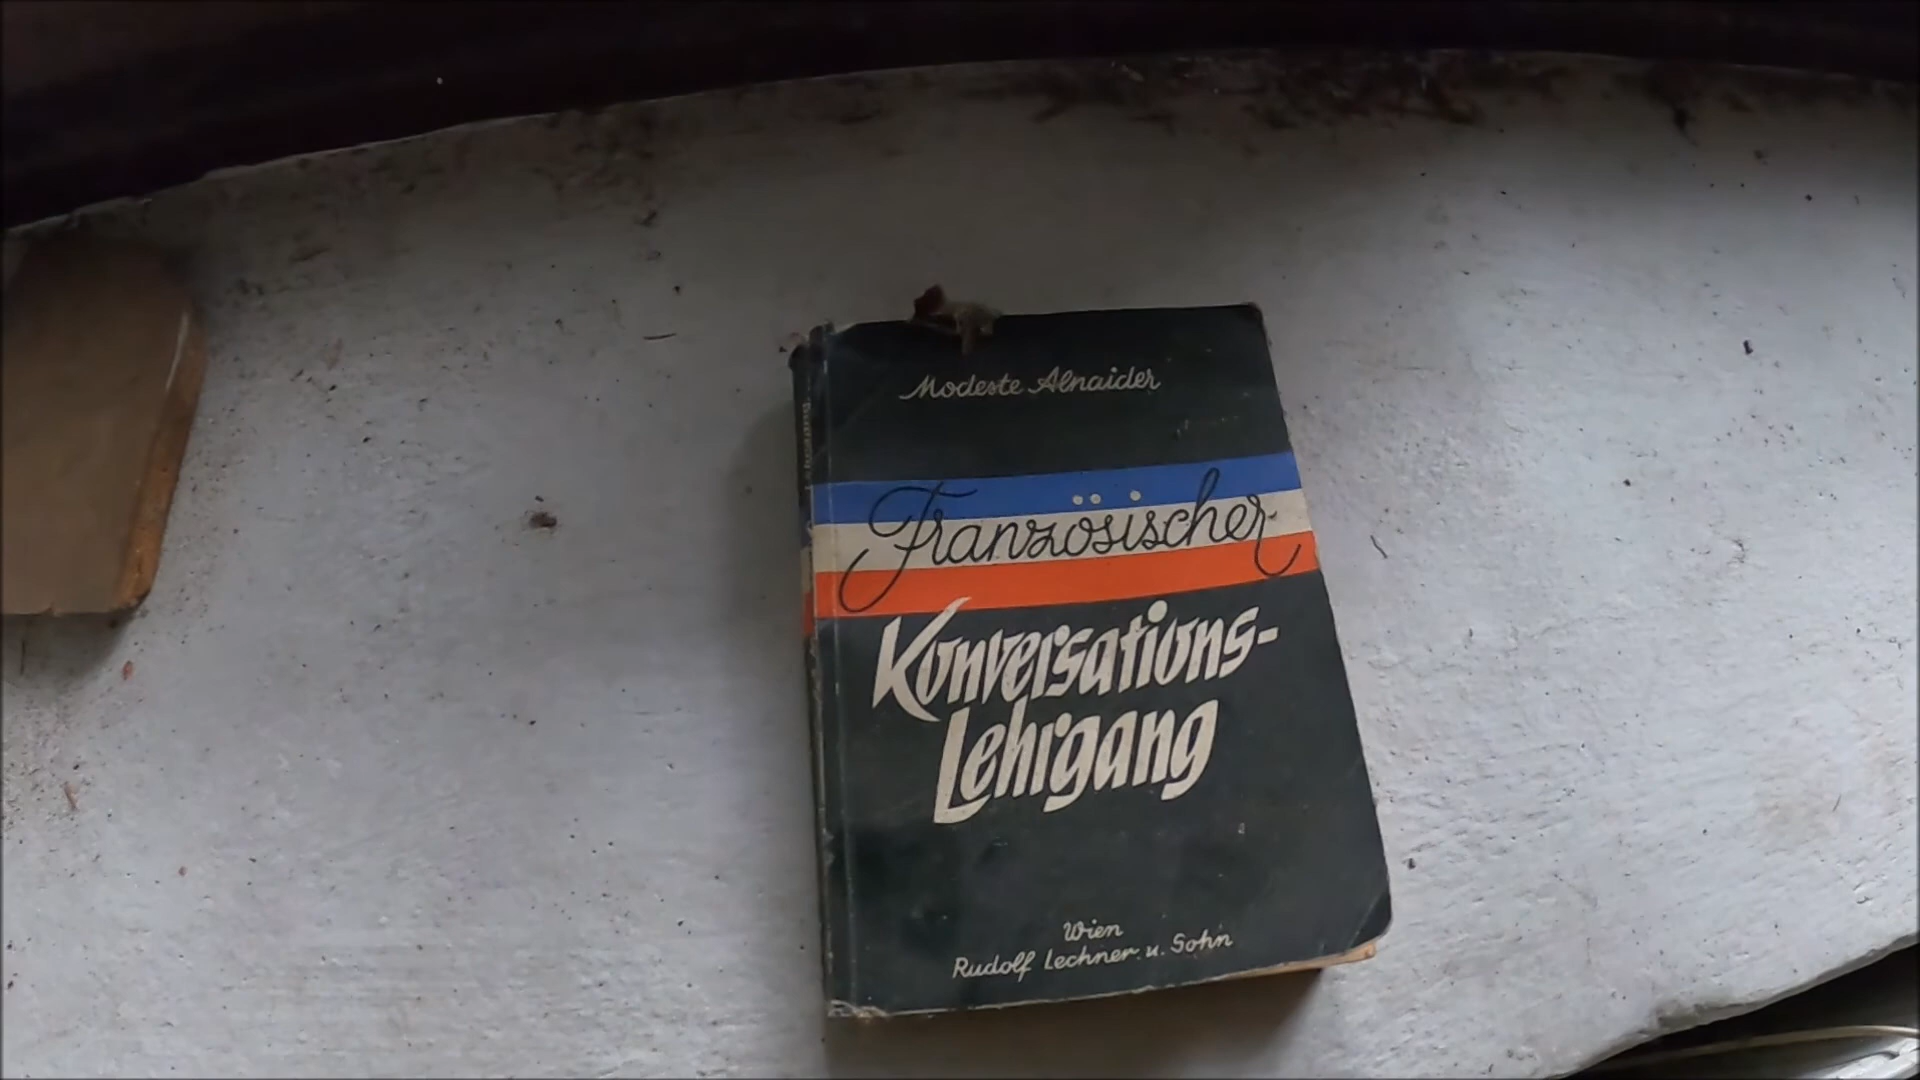 Modeste Alnaider
Französischer
Konversations-
Lehrgang
Wien
Rudolf Lechner u. Sohn